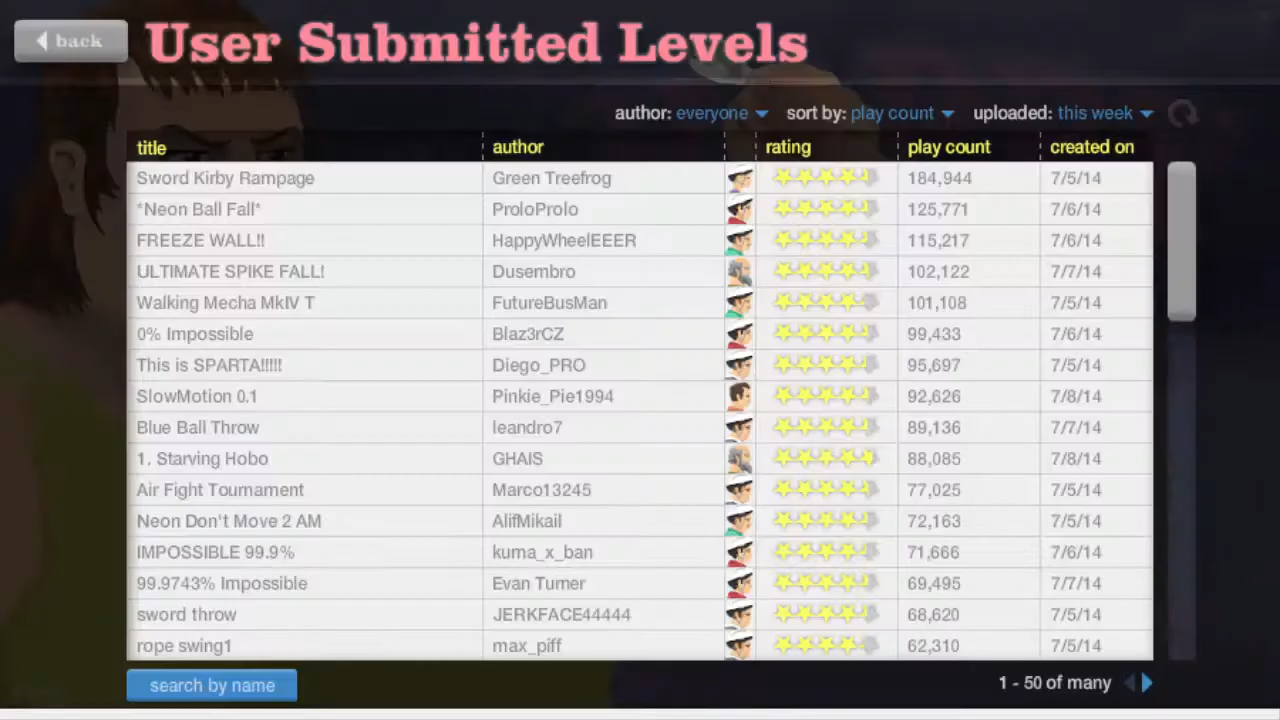 back User Submitted Levels
author: everyone sort by: play count uploaded: this week
title author rating play count created on
Sword Kirby Rampage Green Treefrog 184,944 7/5/14
*Neon Ball Fall* ProloProlo 125,771 7/6/14
FREEZE WALL!! HappyWheelEEER 115,217 7/6/14
ULTIMATE SPIKE FALL! Dusembro 102,122 7/7/14
Walking Mecha MkIV T FutureBusMan 101,108 7/5/14
0% Impossible Blaz3rCZ 99,433 7/6/14
This is SPARTA!!!!! Diego_PRO 95,697 7/5/14
SlowMotion 0.1 Pinkie_Pie1994 92,626 7/8/14
Blue Ball Throw leandro7 89,136 7/7/14
1. Starving Hobo GHAIS 88,085 7/8/14
Air Fight Tournament Marco13245 77,025 7/5/14
Neon Don't Move 2 AM AlifMikail 72,163 7/5/14
IMPOSSIBLE 99.9% kuma_x_ban 71,666 7/6/14
99.9743% Impossible Evan Turner 69,495 7/7/14
sword throw JERKFACE44444 68,620 7/5/14
rope swing1 max_piff 62,310 7/5/14
search by name 1 - 50 of many